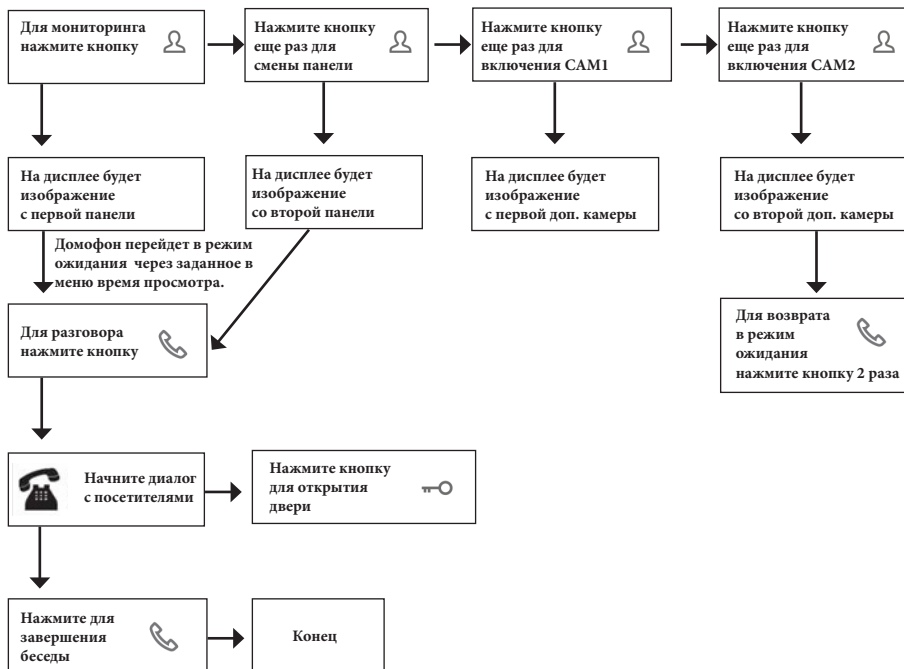 Для мониторинга
нажмите кнопку
Нажмите кнопку
еще раз для
смены панели
Нажмите кнопку
еще раз для
включения CAM1
Нажмите кнопку
еще раз для
включения CAM2
На дисплее будет
изображение
с первой панели
На дисплее будет
изображение
со второй панели
На дисплее будет
изображение
с первой доп. камеры
На дисплее будет
изображение
со второй доп. камеры
Домофон перейдет в режим
ожидания через заданное в
меню время просмотра.
Для разговора
нажмите кнопку
Для возврата
в режим
ожидания
нажмите кнопку 2 раза
Начните диалог
с посетителями
Нажмите кнопку
для открытия
двери
Нажмите для
завершения
беседы
Конец